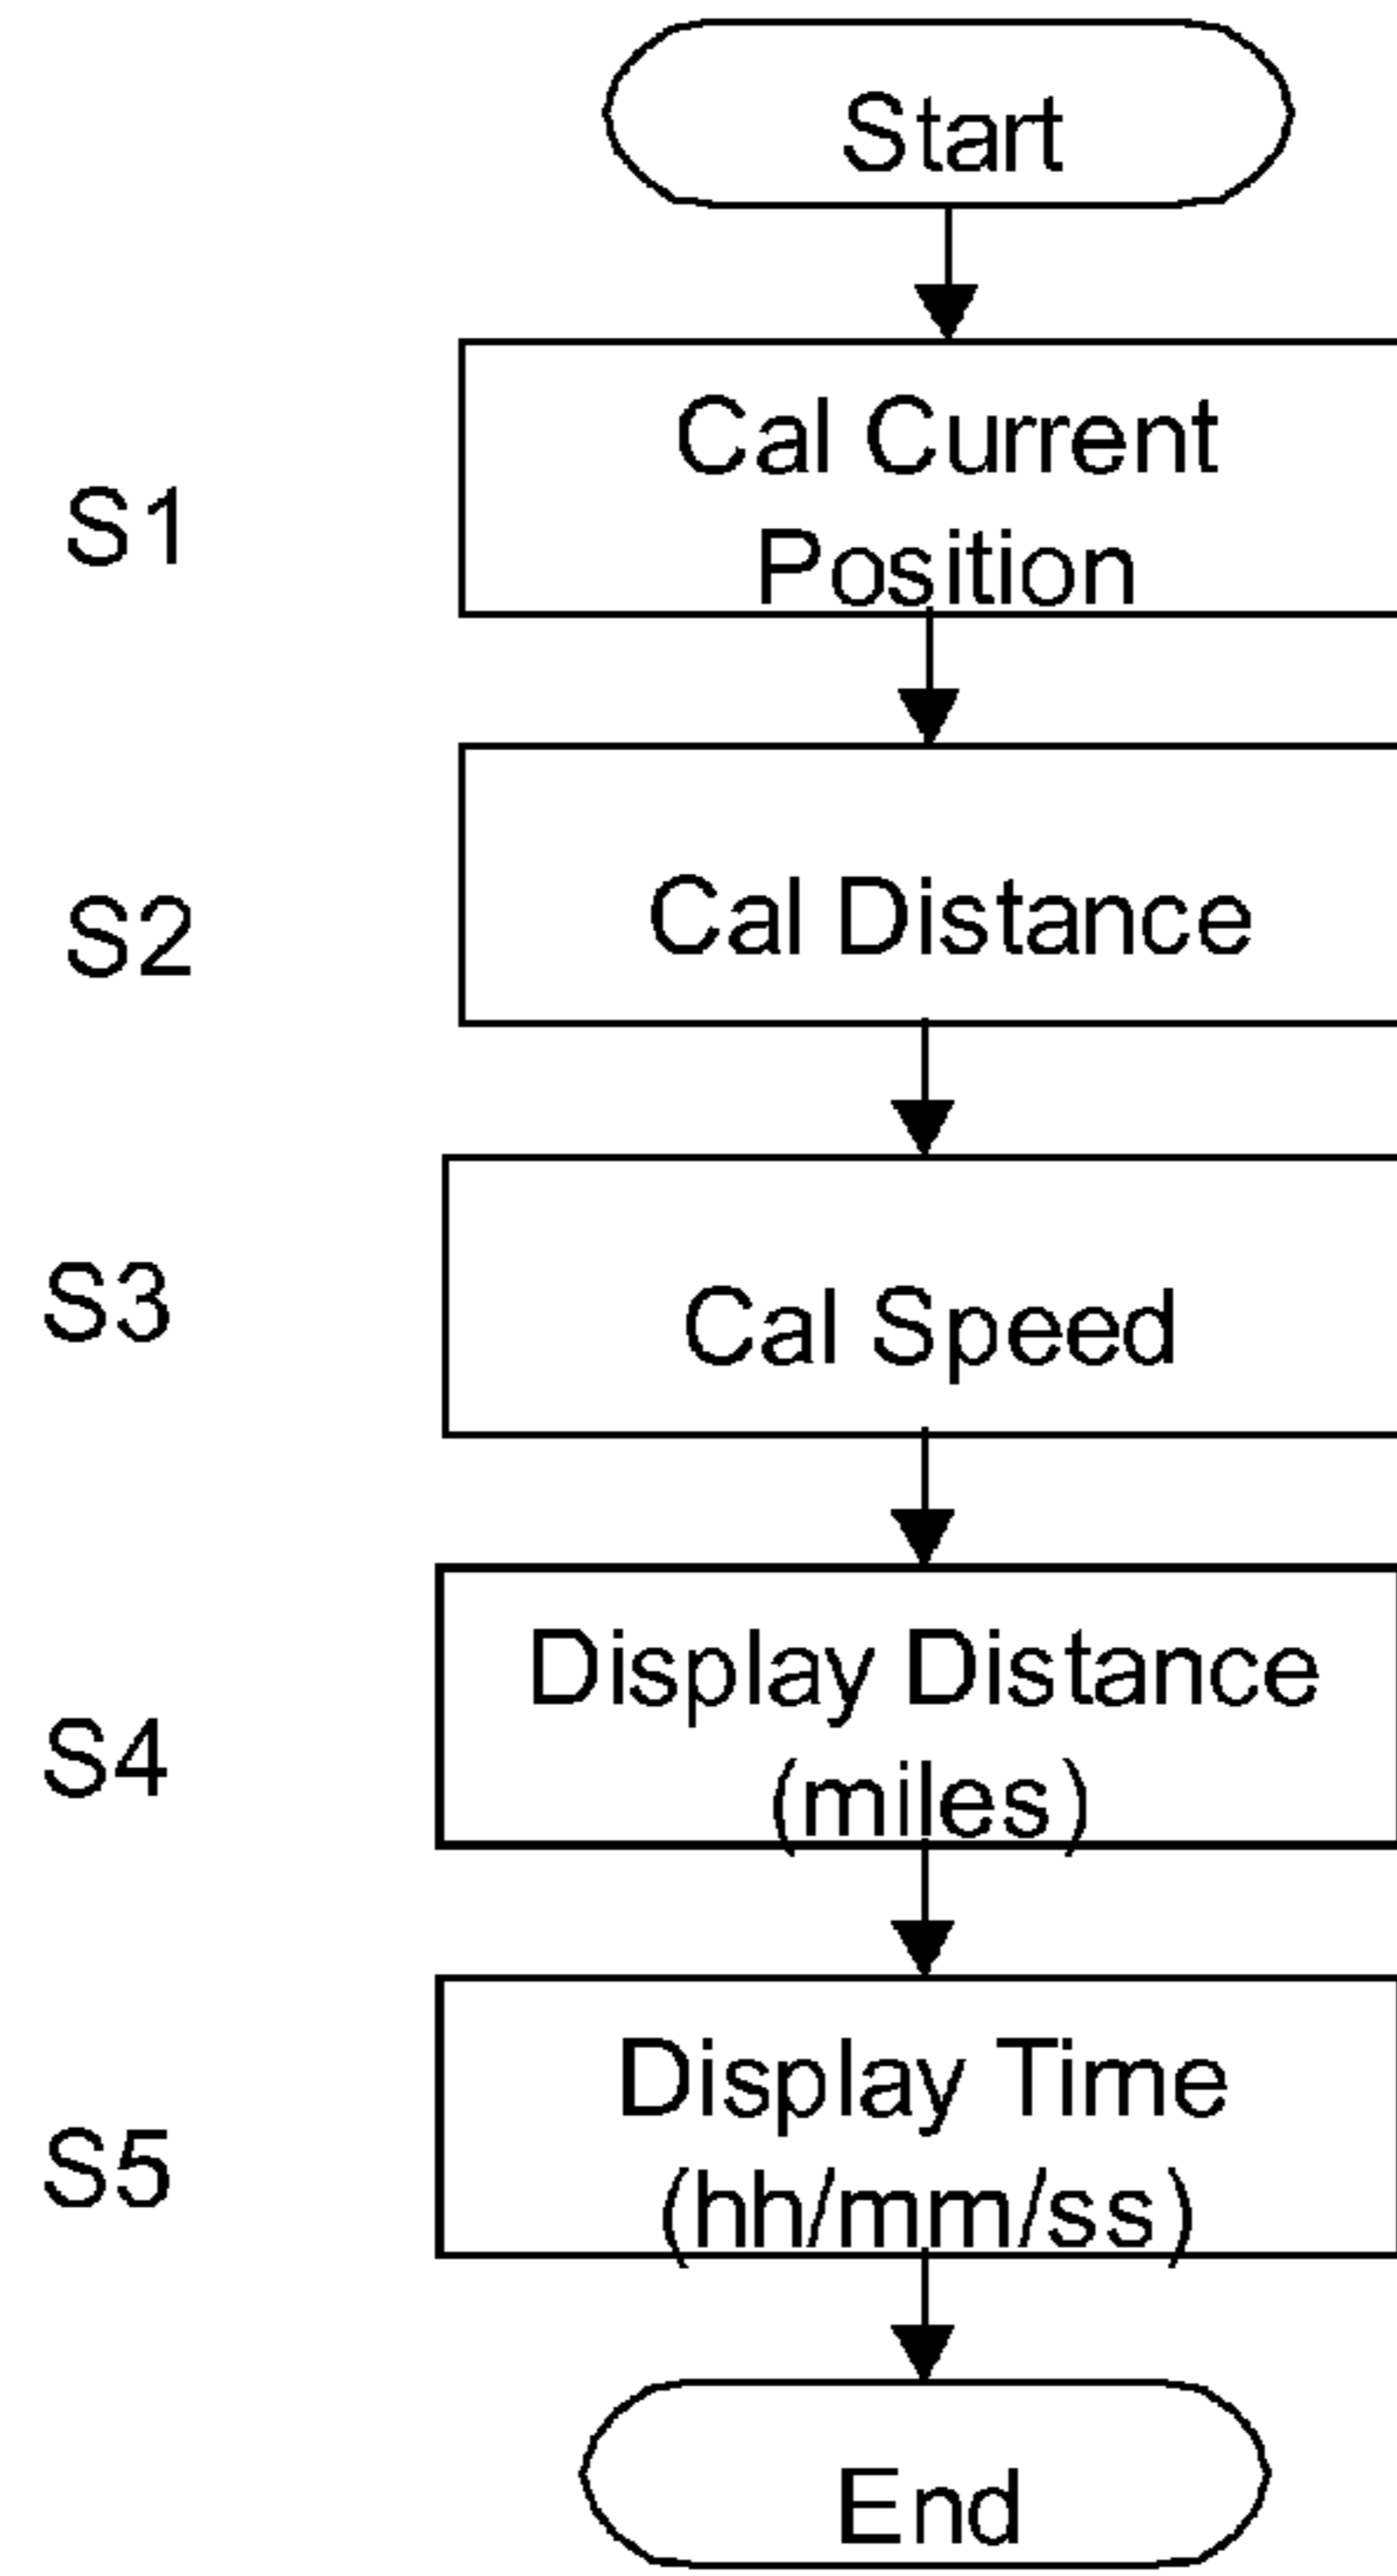 Start
S1
Cal Current
Position
S2
Cal Distance
S3
Cal Speed
S4
Display Distance
(miles)
S5
Display Time
(hh/mm/ss)
End